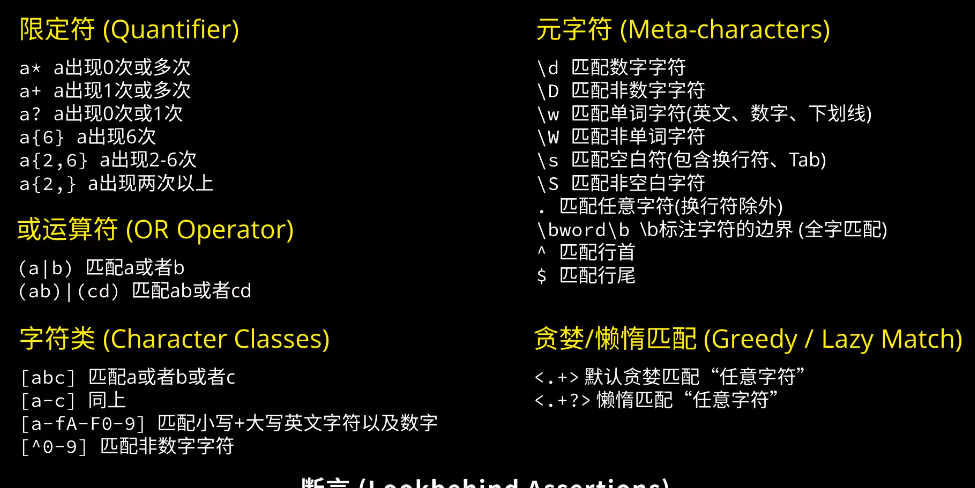 限定符 (Quantifier)
a* a出现0次或多次
a+ a出现1次或多次
a? a出现0次或1次
a{6} a出现6次
a{2,6} a出现2-6次
a{2,} a出现两次以上
或运算符 (OR Operator)
(a|b) 匹配a或者b
(ab)|(cd) 匹配ab或者cd
字符类 (Character Classes)
[abc] 匹配a或者b或者c
[a-c] 同上
[a-fA-F0-9] 匹配小写+大写英文字符以及数字
[^0-9] 匹配非数字字符
元字符 (Meta-characters)
\d 匹配数字字符
\D 匹配非数字字符
\w 匹配单词字符(英文、数字、下划线)
\W 匹配非单词字符
\s 匹配空白符(包含换行符、Tab)
\S 匹配非空白字符
. 匹配任意字符(换行符除外)
\bword\b \b标注字符的边界 (全字匹配)
^ 匹配行首
$ 匹配行尾
贪婪/懒惰匹配 (Greedy / Lazy Match)
<.+> 默认贪婪匹配“任意字符”
<.+?> 懒惰匹配“任意字符”
断言 (Lookbehind Assertions)